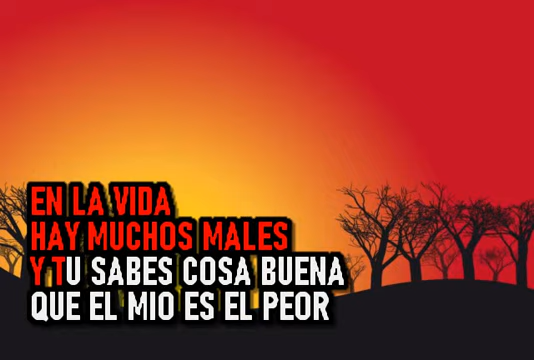 EN LA VIDA
HAY MUCHOS MALES
Y TU SABES COSA BUENA
QUE EL MIO ES EL PEOR